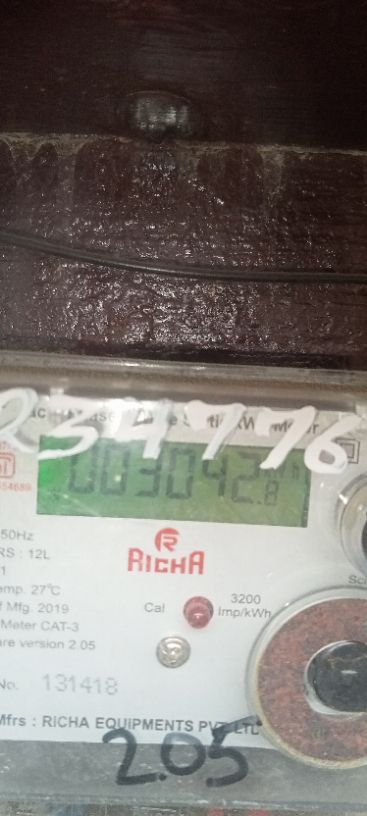 234776
003042.8
50Hz
RS : 12L
RICHA
emp. 27°C
f Mfg. 2019
Cal
3200
Imp/kWh
Meter CAT-3
are version 2.05
No. 131418
Mfrs : RICHA EQUIPMENTS PVT LTD
2.05